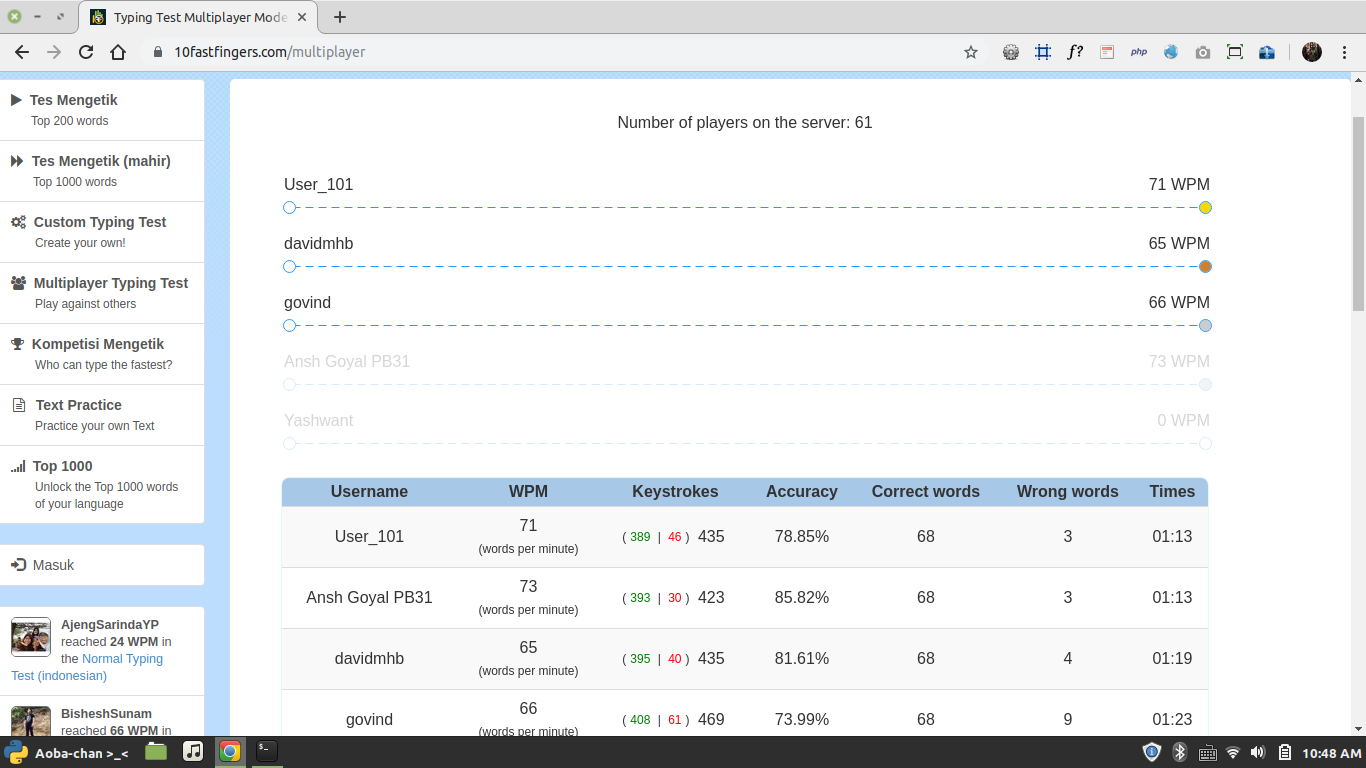 Typing Test Multiplayer Mode
10fastfingers.com/multiplayer
f?
php
Tes Mengetik
Top 200 words
Tes Mengetik (mahir)
Top 1000 words
Custom Typing Test
Create your own!
Multiplayer Typing Test
Play against others
Kompetisi Mengetik
Who can type the fastest?
Text Practice
Practice your own Text
Top 1000
Unlock the Top 1000 words
of your language
Masuk
AjengSarindaYP
reached 24 WPM in
the Normal Typing
Test (indonesian)
BisheshSunam
reached 66 WPM in
Number of players on the server: 61
User_101 71 WPM
davidmhb 65 WPM
govind 66 WPM
Ansh Goyal PB31 73 WPM
Yashwant 0 WPM
Username WPM Keystrokes Accuracy Correct words Wrong words Times
User_101 71 (words per minute) ( 389 | 46 ) 435 78.85% 68 3 01:13
Ansh Goyal PB31 73 (words per minute) ( 393 | 30 ) 423 85.82% 68 3 01:13
davidmhb 65 (words per minute) ( 395 | 40 ) 435 81.61% 68 4 01:19
govind 66 (words per minute) ( 408 | 61 ) 469 73.99% 68 9 01:23
Aoba-chan >_< 10:48 AM